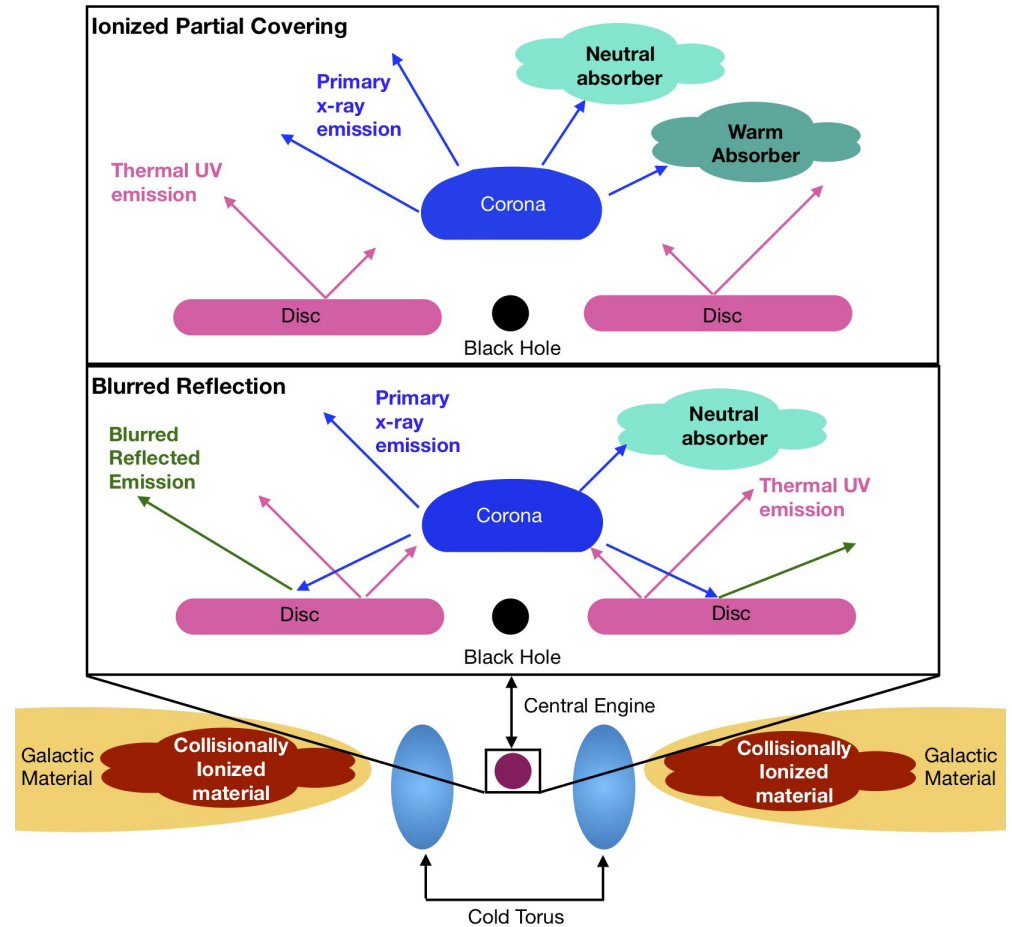 Ionized Partial Covering
Neutral
absorber
Primary
x-ray
emission
Warm
Absorber
Thermal UV
emission
Corona
Disc
Disc
Black Hole
Blurred Reflection
Primary
x-ray
emission
Neutral
absorber
Blurred
Reflected
Emission
Thermal UV
emission
Corona
Disc
Disc
Black Hole
Central Engine
Galactic
Material
Collisionally
Ionized
material
Collisionally
Ionized
material
Galactic
Material
Cold Torus